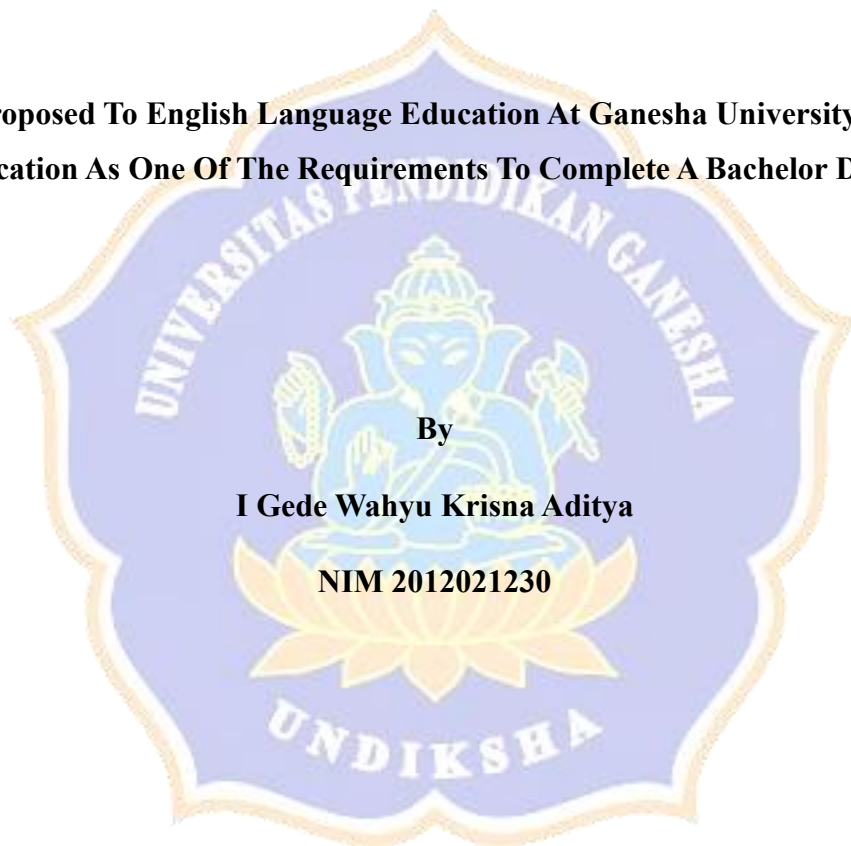 roposed To English Language Education At Ganesha University
cation As One Of The Requirements To Complete A Bachelor D
UNIVERSITAS PENDIDIKAN GANESHA
By
I Gede Wahyu Krisna Aditya
NIM 2012021230
UNDIKSHA